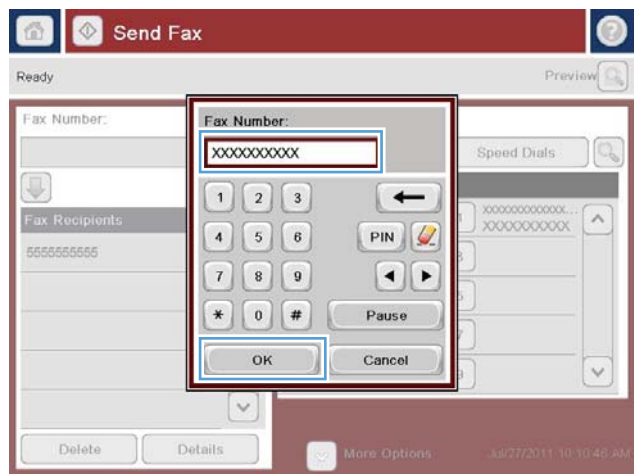 Send Fax
Ready
Preview
Fax Number:
Speed Dials
Fax Recipients
5555555555
XXXXXXXXXXXX...
XXXXXXXXXXX
Fax Number:
XXXXXXXXXX
1 2 3
4 5 6 PIN
7 8 9
* 0 # Pause
OK Cancel
Delete Details More Options Jul/27/2011 10:10:46 AM